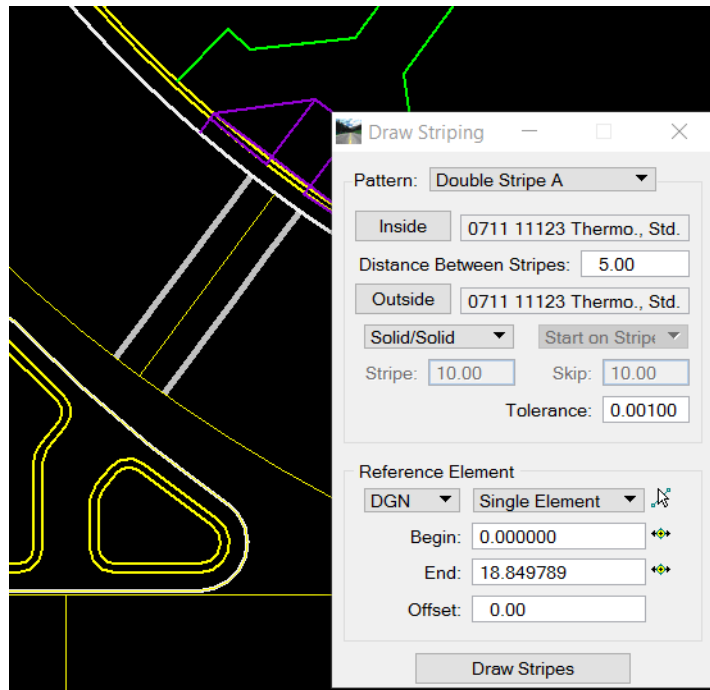 Draw Striping
Pattern: Double Stripe A
Inside 0711 11123 Thermo., Std.
Distance Between Stripes: 5.00
Outside 0711 11123 Thermo., Std.
Solid/Solid Start on Stripe
Stripe: 10.00 Skip: 10.00
Tolerance: 0.00100
Reference Element
DGN Single Element
Begin: 0.000000
End: 18.849789
Offset: 0.00
Draw Stripes